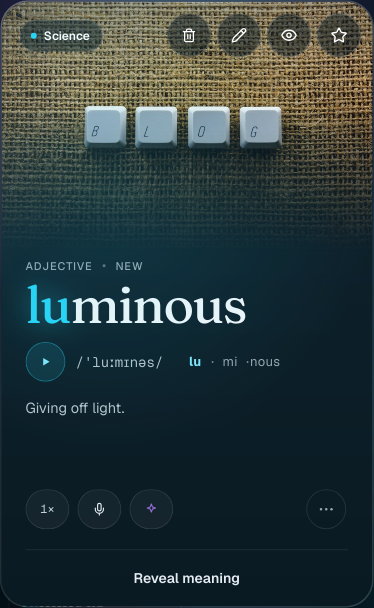 Science
B L O G
ADJECTIVE • NEW
luminous
/ˈluːmɪnəs/ lu · mi ·nous
Giving off light.
1×
Reveal meaning